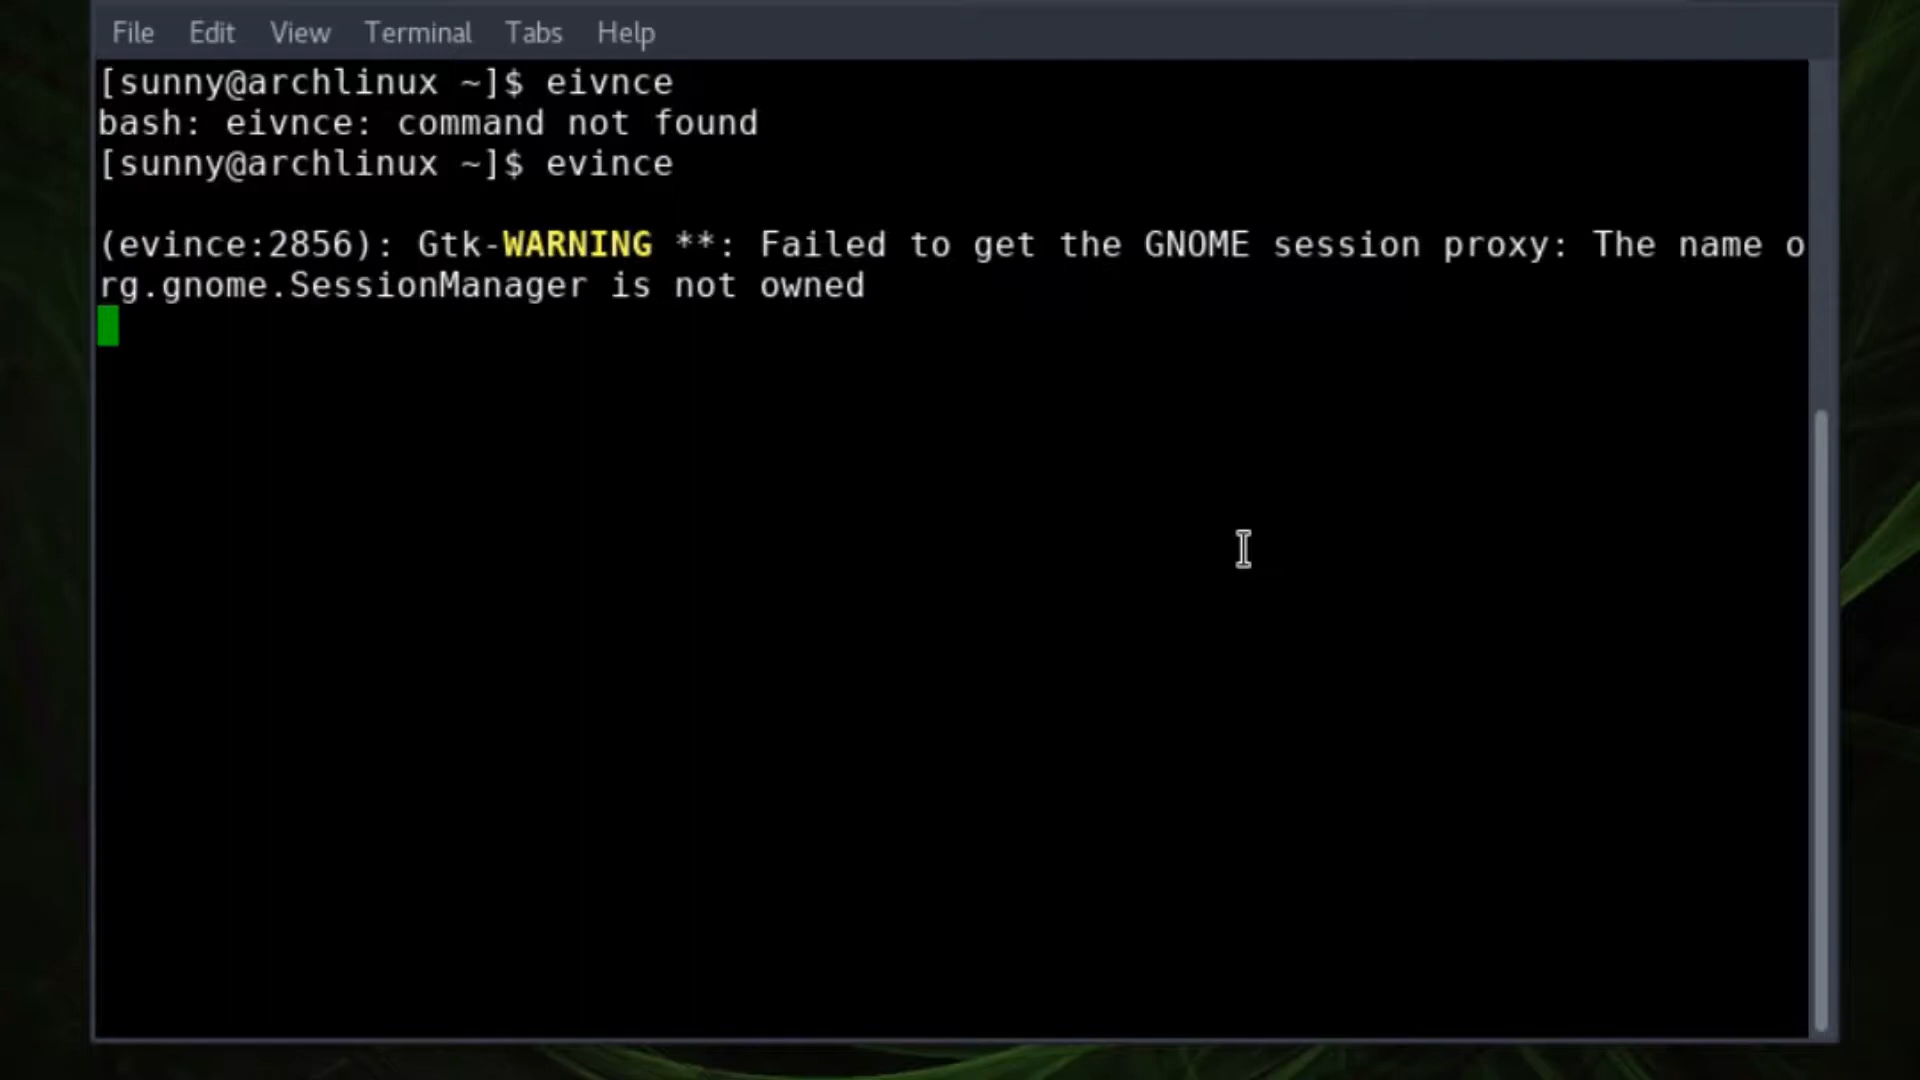 File Edit View Terminal Tabs Help
[sunny@archlinux ~]$ eivnce
bash: eivnce: command not found
[sunny@archlinux ~]$ evince
(evince:2856): Gtk-WARNING **: Failed to get the GNOME session proxy: The name o
rg.gnome.SessionManager is not owned